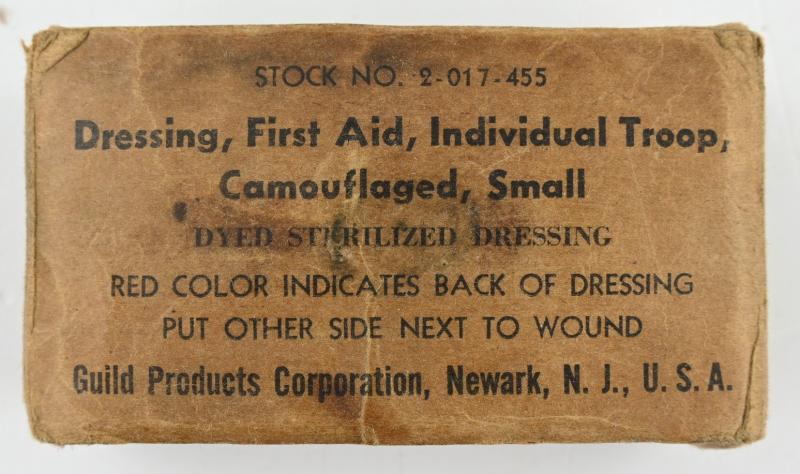 STOCK NO. 2-017-455
Dressing, First Aid, Individual Troop,
Camouflaged, Small
DYED STERILIZED DRESSING
RED COLOR INDICATES BACK OF DRESSING
PUT OTHER SIDE NEXT TO WOUND
Guild Products Corporation, Newark, N. J., U. S. A.